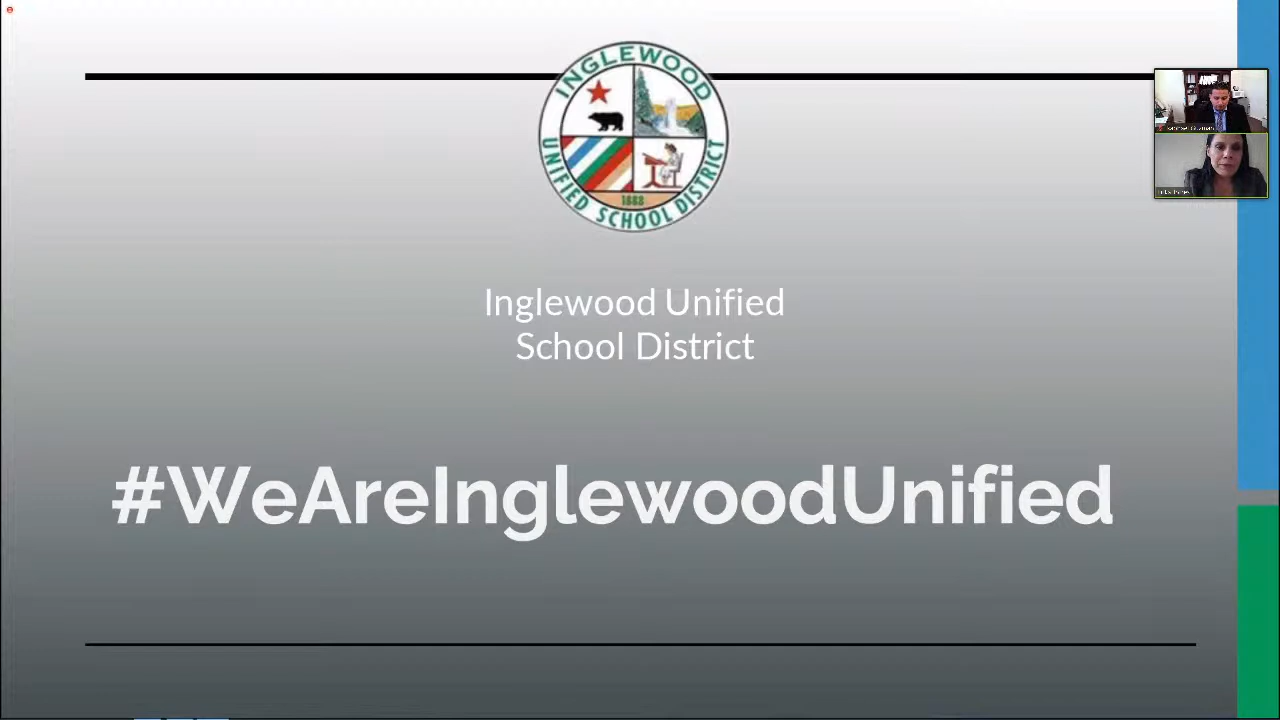 INGLEWOOD
UNIFIED SCHOOL DISTRICT
1888
Inglewood Unified
School District
#WeAreInglewoodUnified